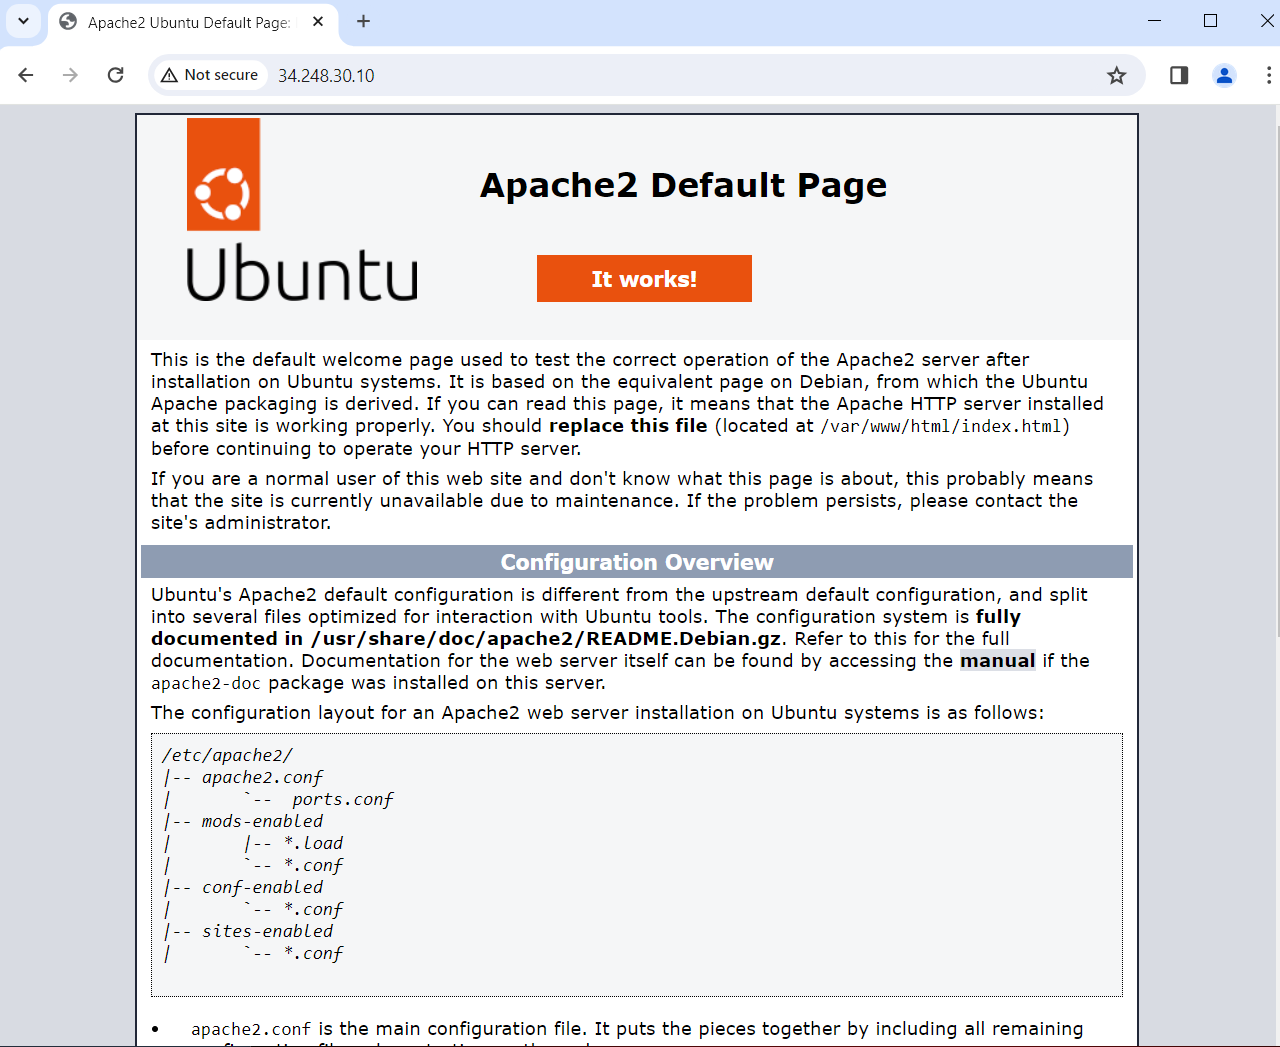 Apache2 Ubuntu Default Page:
Not secure
34.248.30.10
Apache2 Default Page
Ubuntu
It works!
This is the default welcome page used to test the correct operation of the Apache2 server after
installation on Ubuntu systems. It is based on the equivalent page on Debian, from which the Ubuntu
Apache packaging is derived. If you can read this page, it means that the Apache HTTP server installed
at this site is working properly. You should replace this file (located at /var/www/html/index.html)
before continuing to operate your HTTP server.
If you are a normal user of this web site and don't know what this page is about, this probably means
that the site is currently unavailable due to maintenance. If the problem persists, please contact the
site's administrator.
Configuration Overview
Ubuntu's Apache2 default configuration is different from the upstream default configuration, and split
into several files optimized for interaction with Ubuntu tools. The configuration system is fully
documented in /usr/share/doc/apache2/README.Debian.gz. Refer to this for the full
documentation. Documentation for the web server itself can be found by accessing the manual if the
apache2-doc package was installed on this server.
The configuration layout for an Apache2 web server installation on Ubuntu systems is as follows:
/etc/apache2/
|-- apache2.conf
|       `--  ports.conf
|-- mods-enabled
|       |-- *.load
|       `-- *.conf
|-- conf-enabled
|       `-- *.conf
|-- sites-enabled
|       `-- *.conf
• apache2.conf is the main configuration file. It puts the pieces together by including all remaining